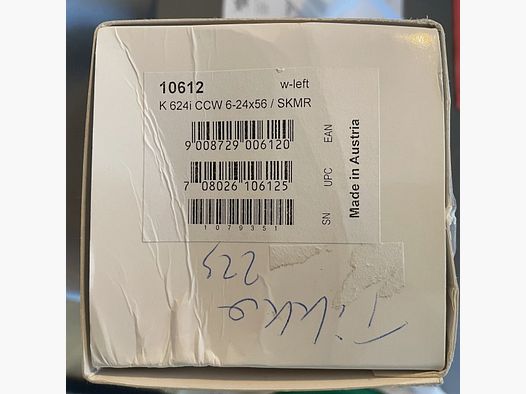 10612 w-left
K 624i CCW 6-24x56 / SKMR
9 008729 006120
EAN
7 08026 106125
UPC
1079351
SN
Made in Austria
Tikka
223